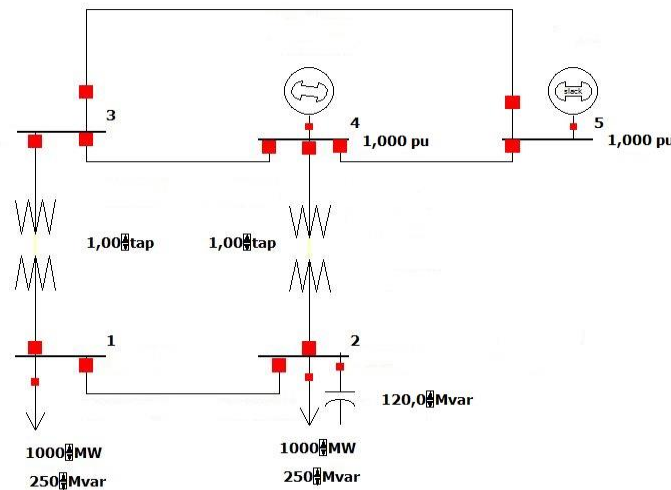 slack
3
4
5
1,000 pu
1,000 pu
1,00 tap
1,00 tap
1
2
120,0 Mvar
1000 MW
250 Mvar
1000 MW
250 Mvar